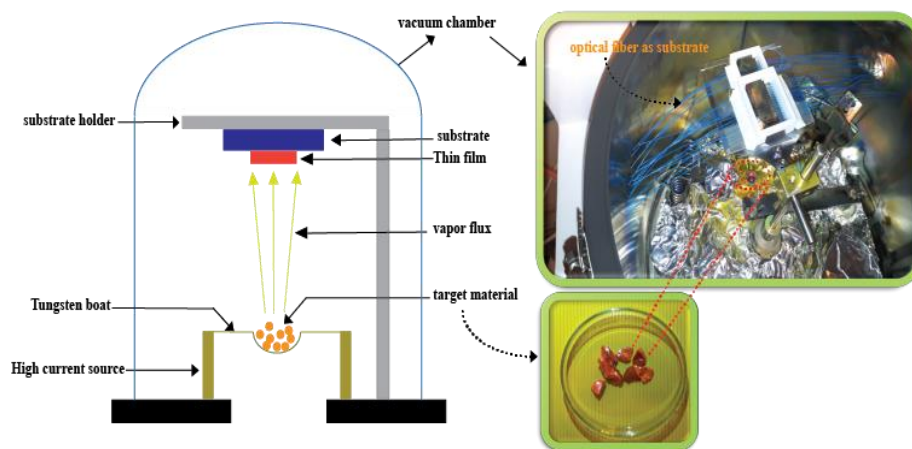 vacuum chamber
optical fiber as substrate
substrate holder
substrate
Thin film
vapor flux
Tungsten boat
target material
High current source